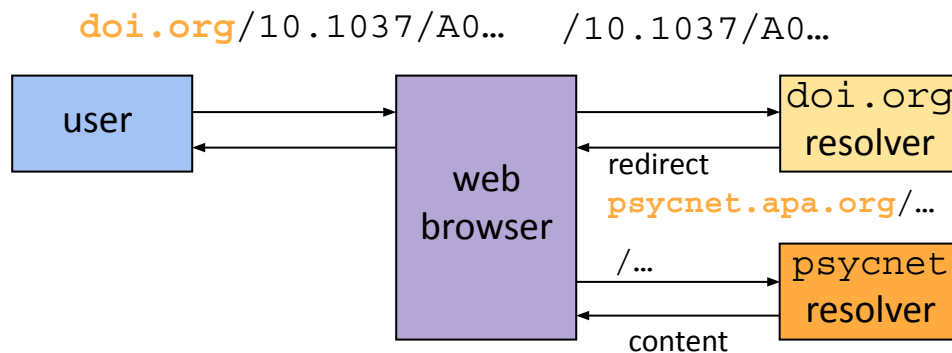 doi.org/10.1037/A0… /10.1037/A0…
user
web
browser
doi.org
resolver
redirect
psycnet.apa.org/…
/…
psycnet
resolver
content